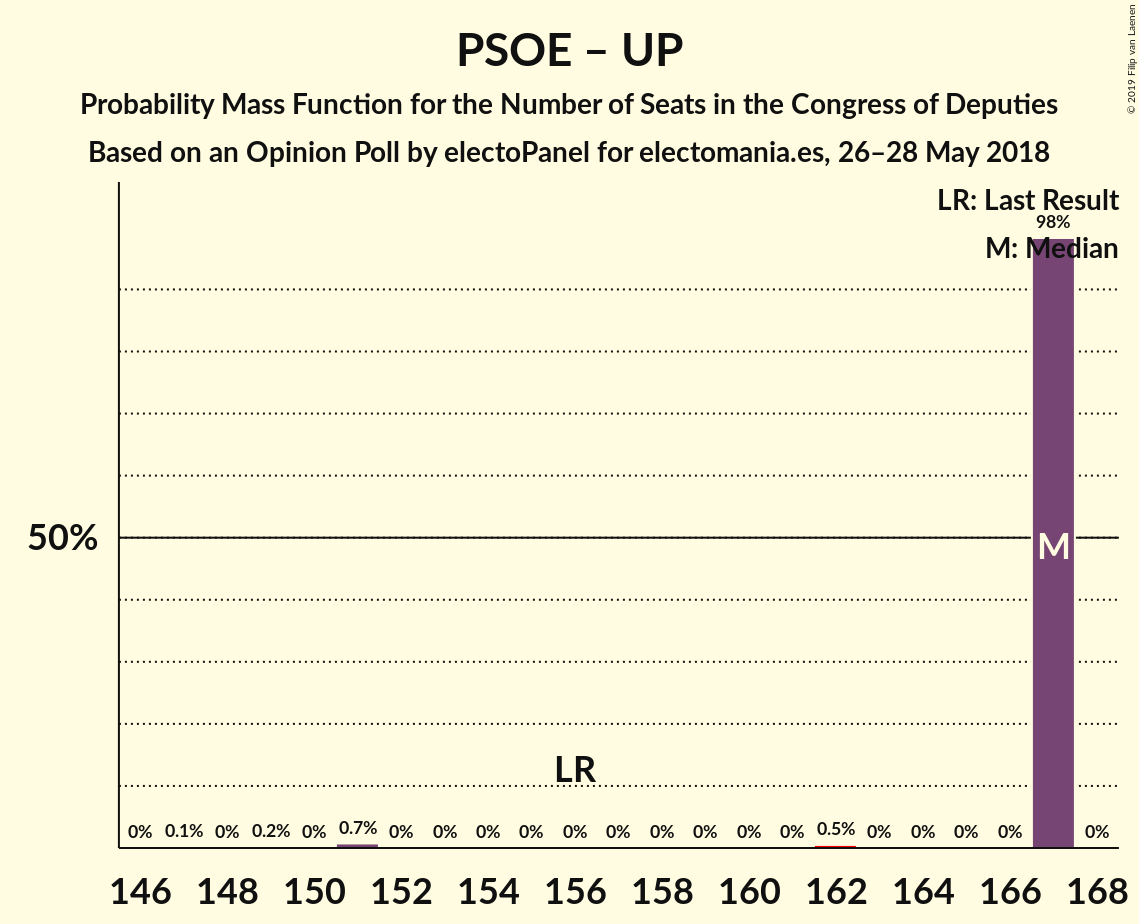 PSOE – UP
Probability Mass Function for the Number of Seats in the Congress of Deputies
Based on an Opinion Poll by electoPanel for electomania.es, 26–28 May 2018
© 2019 Filip van Laenen
LR: Last Result
98%
M: Median
50%
M
LR
0% 0.1% 0% 0.2% 0% 0.7% 0% 0% 0% 0% 0% 0% 0% 0% 0% 0% 0.5% 0% 0% 0% 0% 0%
146 148 150 152 154 156 158 160 162 164 166 168